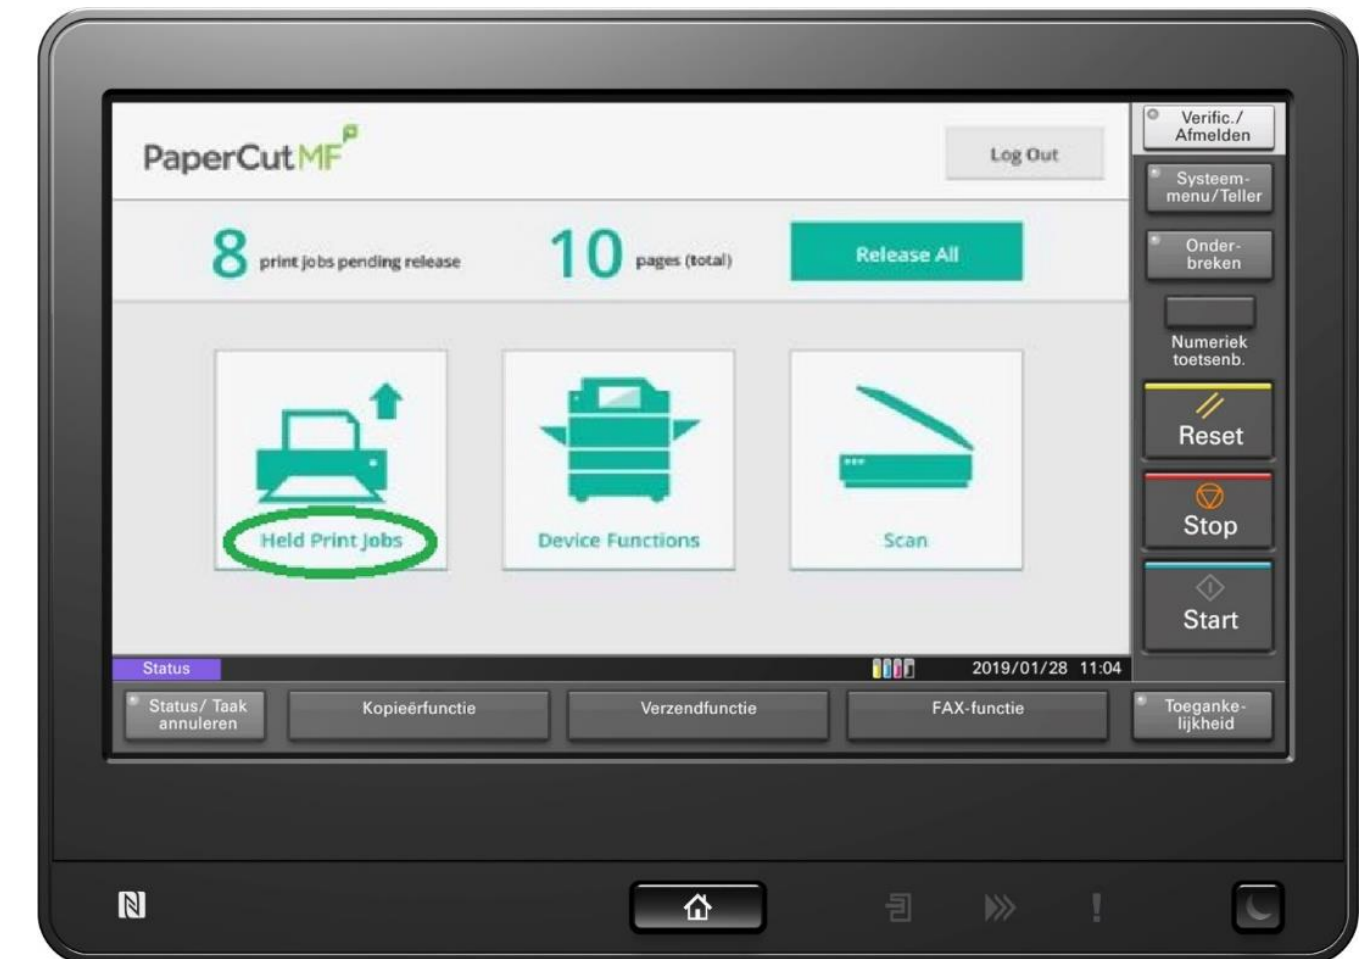 PaperCut MF
Log Out
8 print jobs pending release
10 pages (total)
Release All
Held Print Jobs
Device Functions
Scan
Verific./
Afmelden
Systeem-
menu/Teller
Onder-
breken
Numeriek
toetsenb.
Reset
Stop
Start
Status
2019/01/28 11:04
Status/ Taak
annuleren
Kopieërfunctie
Verzendfunctie
FAX-functie
Toeganke-
lijkheid